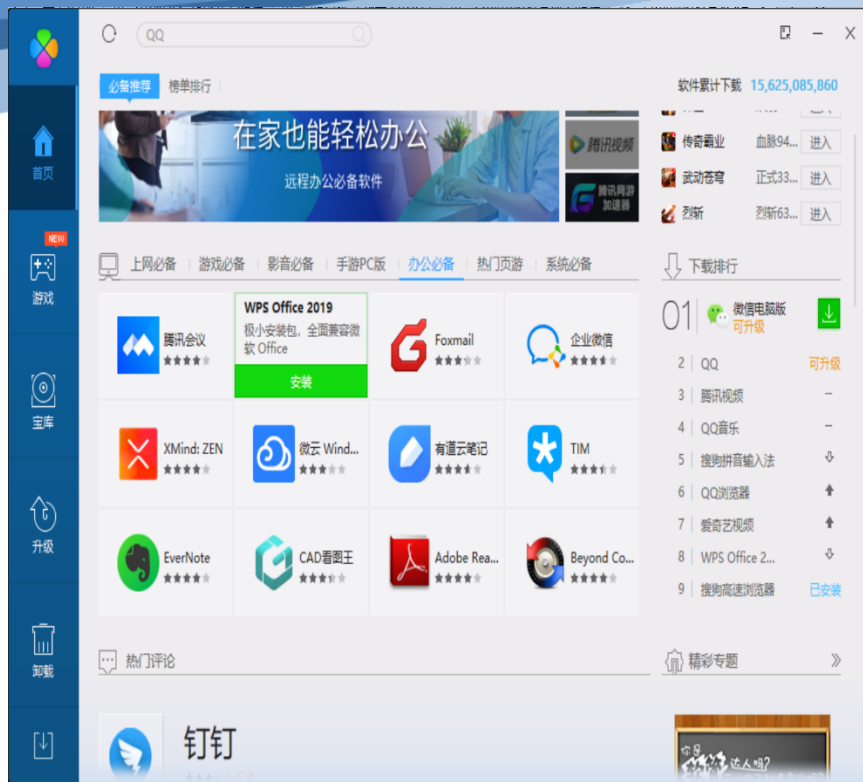 QQ
必备推荐 榜单排行
软件累计下载 15,625,085,860
在家也能轻松办公
远程办公必备软件
腾讯视频
腾讯网游
加速器
传奇霸业 血脉94... 进入
武动苍穹 正式33... 进入
烈斩 烈斩63... 进入
首页
NEW
游戏
宝库
升级
卸载
上网必备 游戏必备 影音必备 手游PC版 办公必备 热门页游 系统必备
腾讯会议
WPS Office 2019
极小安装包，全面兼容微
软 Office
安装
Foxmail
企业微信
XMind: ZEN
微云 Wind...
有道云笔记
TIM
EverNote
CAD看图王
Adobe Rea...
Beyond Co...
下载排行
01 微信电脑版
可升级
2 QQ 可升级
3 腾讯视频 –
4 QQ音乐 –
5 搜狗拼音输入法
6 QQ浏览器
7 爱奇艺视频
8 WPS Office 2...
9 搜狗高速浏览器 已安装
热门评论
钉钉
精彩专题
你是
达人吗?